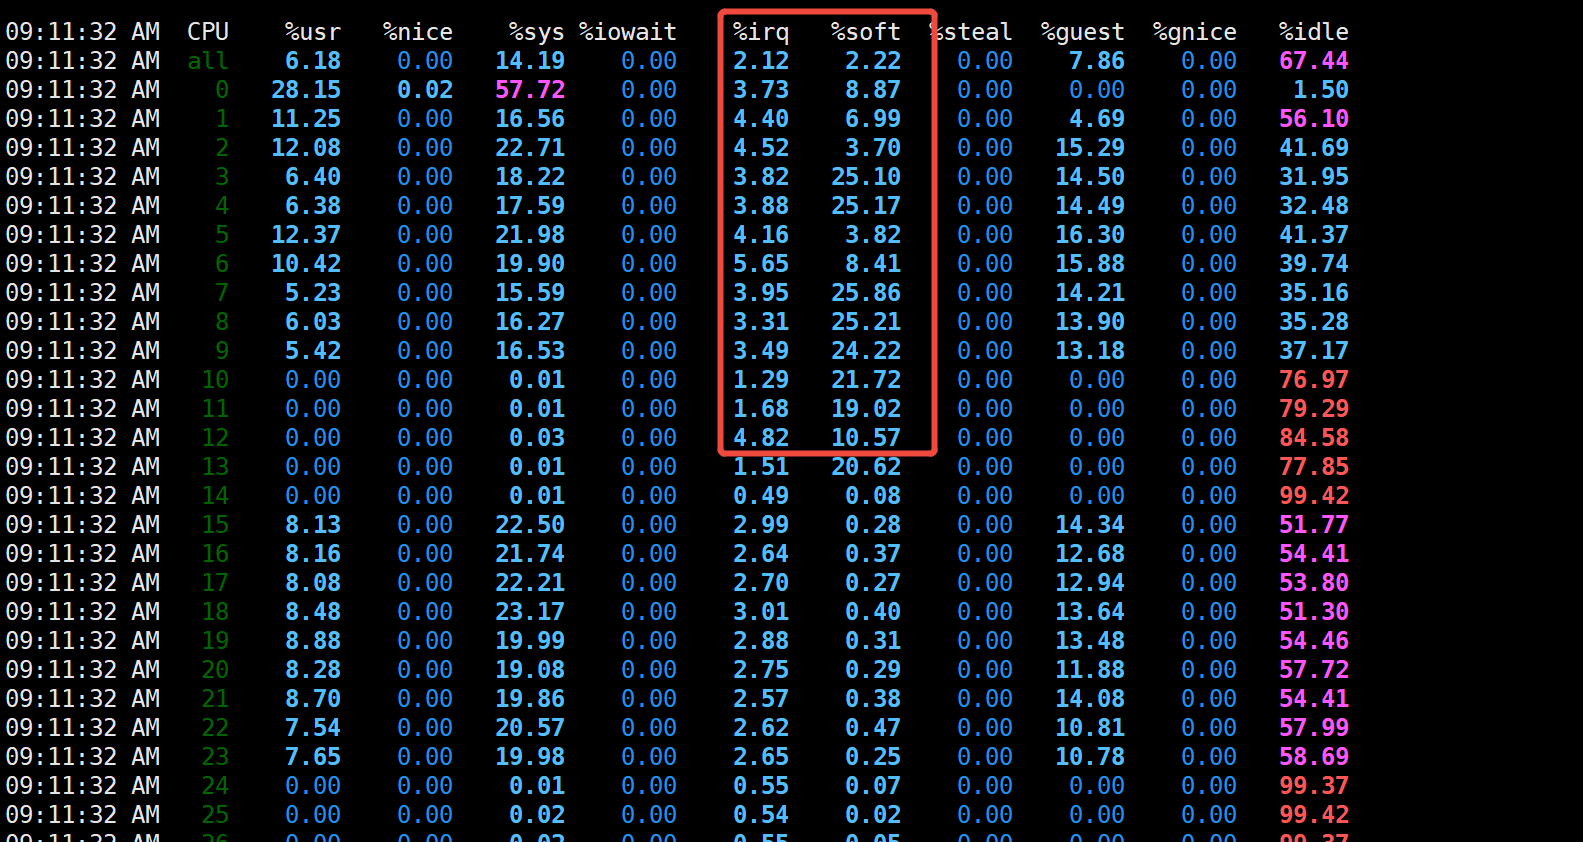 09:11:32 AM  CPU    %usr   %nice    %sys %iowait    %irq   %soft  %steal  %guest  %gnice   %idle
09:11:32 AM  all    6.18    0.00   14.19    0.00    2.12    2.22    0.00    7.86    0.00   67.44
09:11:32 AM    0   28.15    0.02   57.72    0.00    3.73    8.87    0.00    0.00    0.00    1.50
09:11:32 AM    1   11.25    0.00   16.56    0.00    4.40    6.99    0.00    4.69    0.00   56.10
09:11:32 AM    2   12.08    0.00   22.71    0.00    4.52    3.70    0.00   15.29    0.00   41.69
09:11:32 AM    3    6.40    0.00   18.22    0.00    3.82   25.10    0.00   14.50    0.00   31.95
09:11:32 AM    4    6.38    0.00   17.59    0.00    3.88   25.17    0.00   14.49    0.00   32.48
09:11:32 AM    5   12.37    0.00   21.98    0.00    4.16    3.82    0.00   16.30    0.00   41.37
09:11:32 AM    6   10.42    0.00   19.90    0.00    5.65    8.41    0.00   15.88    0.00   39.74
09:11:32 AM    7    5.23    0.00   15.59    0.00    3.95   25.86    0.00   14.21    0.00   35.16
09:11:32 AM    8    6.03    0.00   16.27    0.00    3.31   25.21    0.00   13.90    0.00   35.28
09:11:32 AM    9    5.42    0.00   16.53    0.00    3.49   24.22    0.00   13.18    0.00   37.17
09:11:32 AM   10    0.00    0.00    0.01    0.00    1.29   21.72    0.00    0.00    0.00   76.97
09:11:32 AM   11    0.00    0.00    0.01    0.00    1.68   19.02    0.00    0.00    0.00   79.29
09:11:32 AM   12    0.00    0.00    0.03    0.00    4.82   10.57    0.00    0.00    0.00   84.58
09:11:32 AM   13    0.00    0.00    0.01    0.00    1.51   20.62    0.00    0.00    0.00   77.85
09:11:32 AM   14    0.00    0.00    0.01    0.00    0.49    0.08    0.00    0.00    0.00   99.42
09:11:32 AM   15    8.13    0.00   22.50    0.00    2.99    0.28    0.00   14.34    0.00   51.77
09:11:32 AM   16    8.16    0.00   21.74    0.00    2.64    0.37    0.00   12.68    0.00   54.41
09:11:32 AM   17    8.08    0.00   22.21    0.00    2.70    0.27    0.00   12.94    0.00   53.80
09:11:32 AM   18    8.48    0.00   23.17    0.00    3.01    0.40    0.00   13.64    0.00   51.30
09:11:32 AM   19    8.88    0.00   19.99    0.00    2.88    0.31    0.00   13.48    0.00   54.46
09:11:32 AM   20    8.28    0.00   19.08    0.00    2.75    0.29    0.00   11.88    0.00   57.72
09:11:32 AM   21    8.70    0.00   19.86    0.00    2.57    0.38    0.00   14.08    0.00   54.41
09:11:32 AM   22    7.54    0.00   20.57    0.00    2.62    0.47    0.00   10.81    0.00   57.99
09:11:32 AM   23    7.65    0.00   19.98    0.00    2.65    0.25    0.00   10.78    0.00   58.69
09:11:32 AM   24    0.00    0.00    0.01    0.00    0.55    0.07    0.00    0.00    0.00   99.37
09:11:32 AM   25    0.00    0.00    0.02    0.00    0.54    0.02    0.00    0.00    0.00   99.42
09:11:32 AM   26    0.00    0.00            0.00    0.55    0.05    0.00    0.00    0.00   99.37